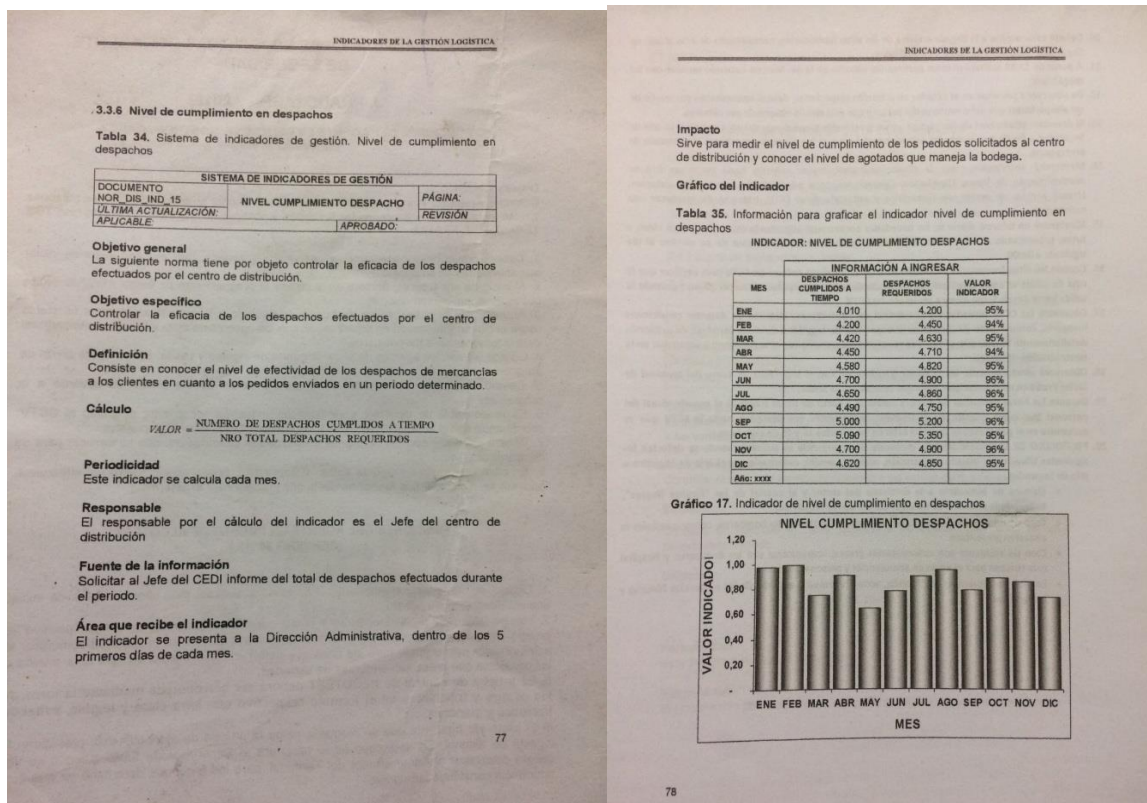 INDICADORES DE LA GESTIÓN LOGÍSTICA
3.3.6 Nivel de cumplimiento en despachos
Tabla 34. Sistema de indicadores de gestión. Nivel de cumplimiento en
despachos
SISTEMA DE INDICADORES DE GESTIÓN
DOCUMENTO
NOR_DIS_IND_15
NIVEL CUMPLIMIENTO DESPACHO
PÁGINA:
ÚLTIMA ACTUALIZACIÓN:
REVISIÓN
APLICABLE:
APROBADO:
Objetivo general
La siguiente norma tiene por objeto controlar la eficacia de los despachos
efectuados por el centro de distribución.
Objetivo específico
Controlar la eficacia de los despachos efectuados por el centro de
distribución.
Definición
Consiste en conocer el nivel de efectividad de los despachos de mercancías
a los clientes en cuanto a los pedidos enviados en un periodo determinado.
Cálculo
VALOR = NUMERO DE DESPACHOS CUMPLIDOS A TIEMPO
NRO TOTAL DESPACHOS REQUERIDOS
Periodicidad
Este indicador se calcula cada mes.
Responsable
El responsable por el cálculo del indicador es el Jefe del centro de
distribución
Fuente de la información
Solicitar al Jefe del CEDI informe del total de despachos efectuados durante
el periodo.
Área que recibe el indicador
El indicador se presenta a la Dirección Administrativa, dentro de los 5
primeros días de cada mes.
77
INDICADORES DE LA GESTIÓN LOGÍSTICA
Impacto
Sirve para medir el nivel de cumplimiento de los pedidos solicitados al centro
de distribución y conocer el nivel de agotados que maneja la bodega.
Gráfico del indicador
Tabla 35. Información para graficar el indicador nivel de cumplimiento en
despachos
INDICADOR: NIVEL DE CUMPLIMIENTO DESPACHOS
INFORMACIÓN A INGRESAR
MES DESPACHOS CUMPLIDOS A TIEMPO DESPACHOS REQUERIDOS VALOR INDICADOR
ENE 4.010 4.200 95%
FEB 4.200 4.450 94%
MAR 4.420 4.630 95%
ABR 4.450 4.710 94%
MAY 4.580 4.820 95%
JUN 4.700 4.900 96%
JUL 4.650 4.860 96%
AGO 4.490 4.750 95%
SEP 5.000 5.200 96%
OCT 5.090 5.350 95%
NOV 4.700 4.900 96%
DIC 4.620 4.850 95%
Año: xxxx
Gráfico 17. Indicador de nivel de cumplimiento en despachos
NIVEL CUMPLIMIENTO DESPACHOS
VALOR INDICADOI
1,20
1,00
0,80
0,60
0,40
0,20
-
ENE FEB MAR ABR MAY JUN JUL AGO SEP OCT NOV DIC
MES
78